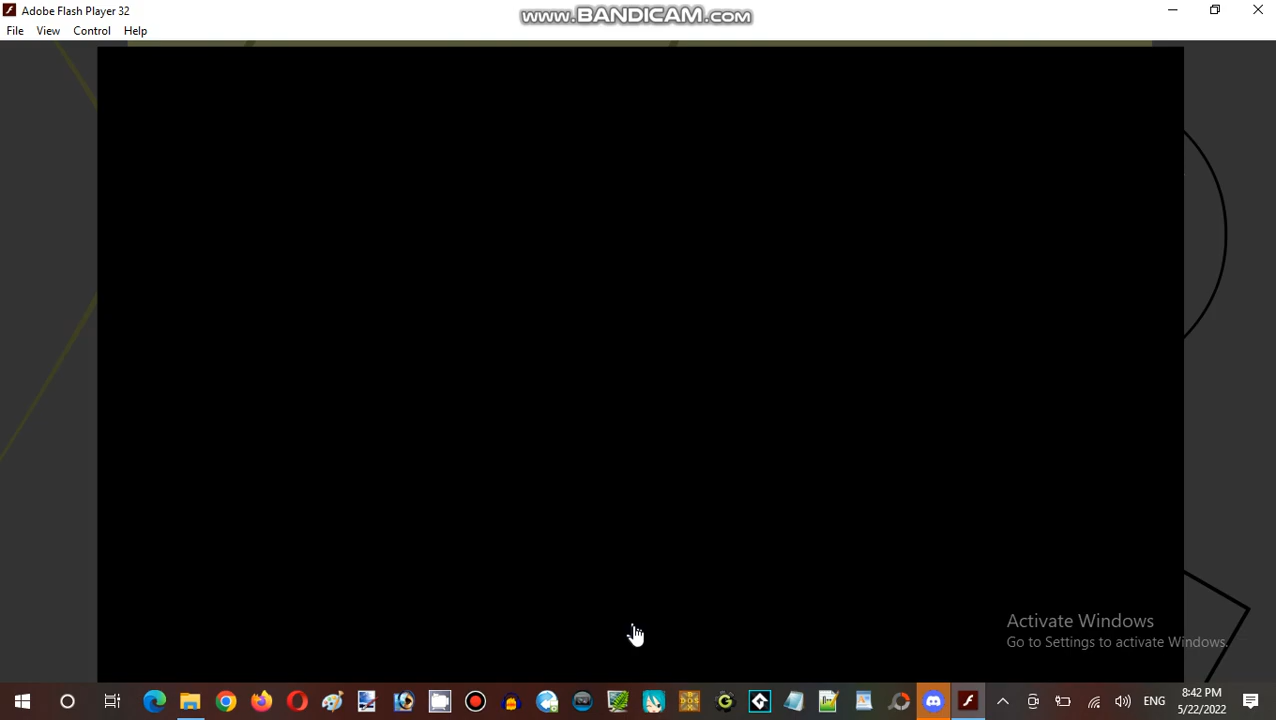 Adobe Flash Player 32
www.BANDICAM.com
File View Control Help
Activate Windows
Go to Settings to activate Windows.
ENG
8:42 PM
5/22/2022